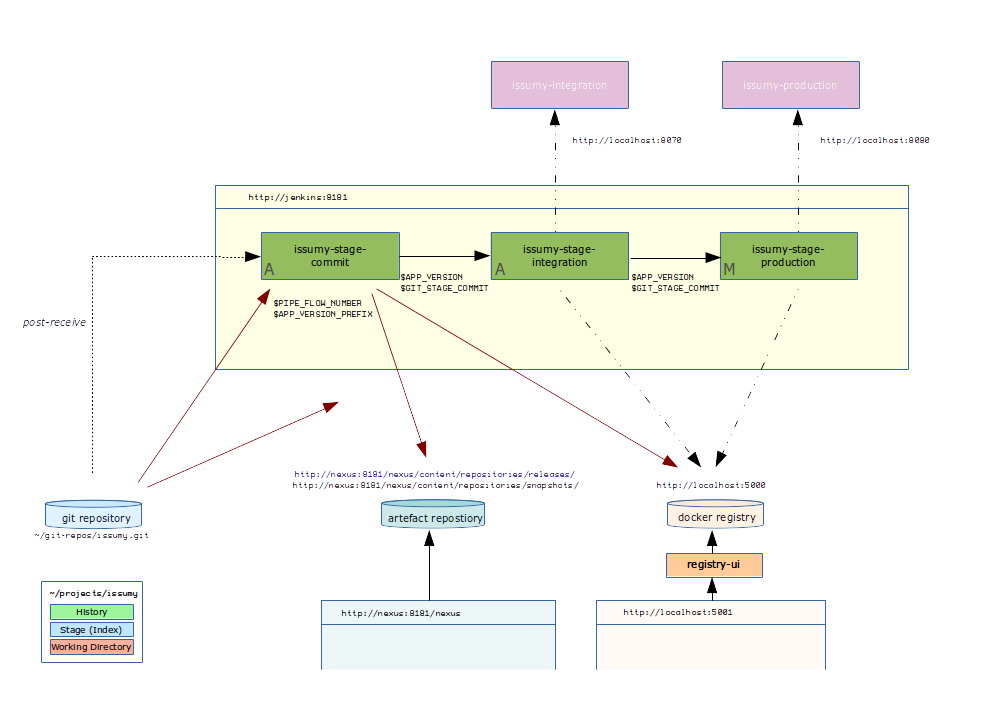 issumy-integration
issumy-production
http://localhost:8070
http://localhost:8080
http://jenkins:8181
issumy-stage-
commit
A
issumy-stage-
integration
A
issumy-stage-
production
M
$APP_VERSION
$GIT_STAGE_COMMIT
$APP_VERSION
$GIT_STAGE_COMMIT
$PIPE_FLOW_NUMBER
$APP_VERSION_PREFIX
post-receive
http://nexus:8181/nexus/content/repositories/releases/
http://nexus:8181/nexus/content/repositories/snapshots/
http://localhost:5000
git repository
~/git-repos/issumy.git
artefact repostiory
docker registry
registry-ui
~/projects/issumy
History
Stage (Index)
Working Directory
http://nexus:8181/nexus
http://localhost:5001